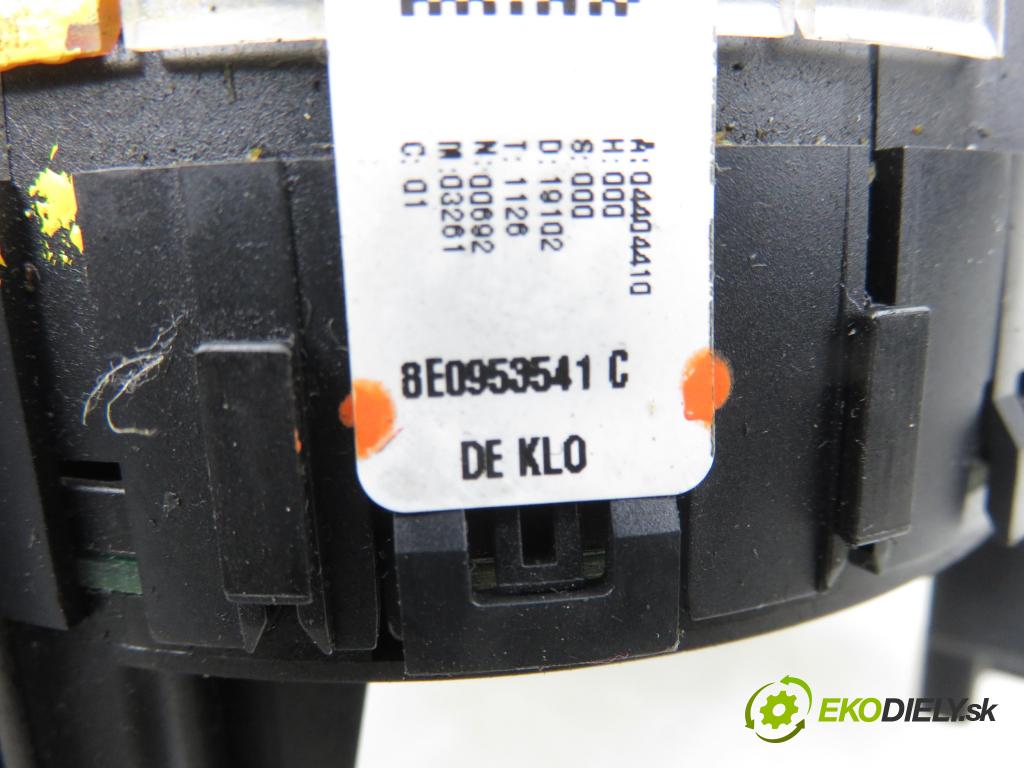 A:04404410
H:000
S:000
D:19102
T:1126
N:00692
M:03261
C:01
8E0953541 C
DE KLO
EKODIELY.sk